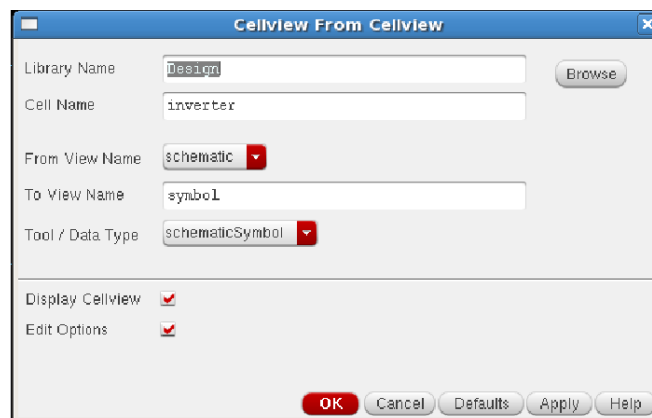 Cellview From Cellview
Library Name Design Browse
Cell Name inverter
From View Name schematic
To View Name symbol
Tool / Data Type schematicSymbol
Display Cellview
Edit Options
OK Cancel Defaults Apply Help